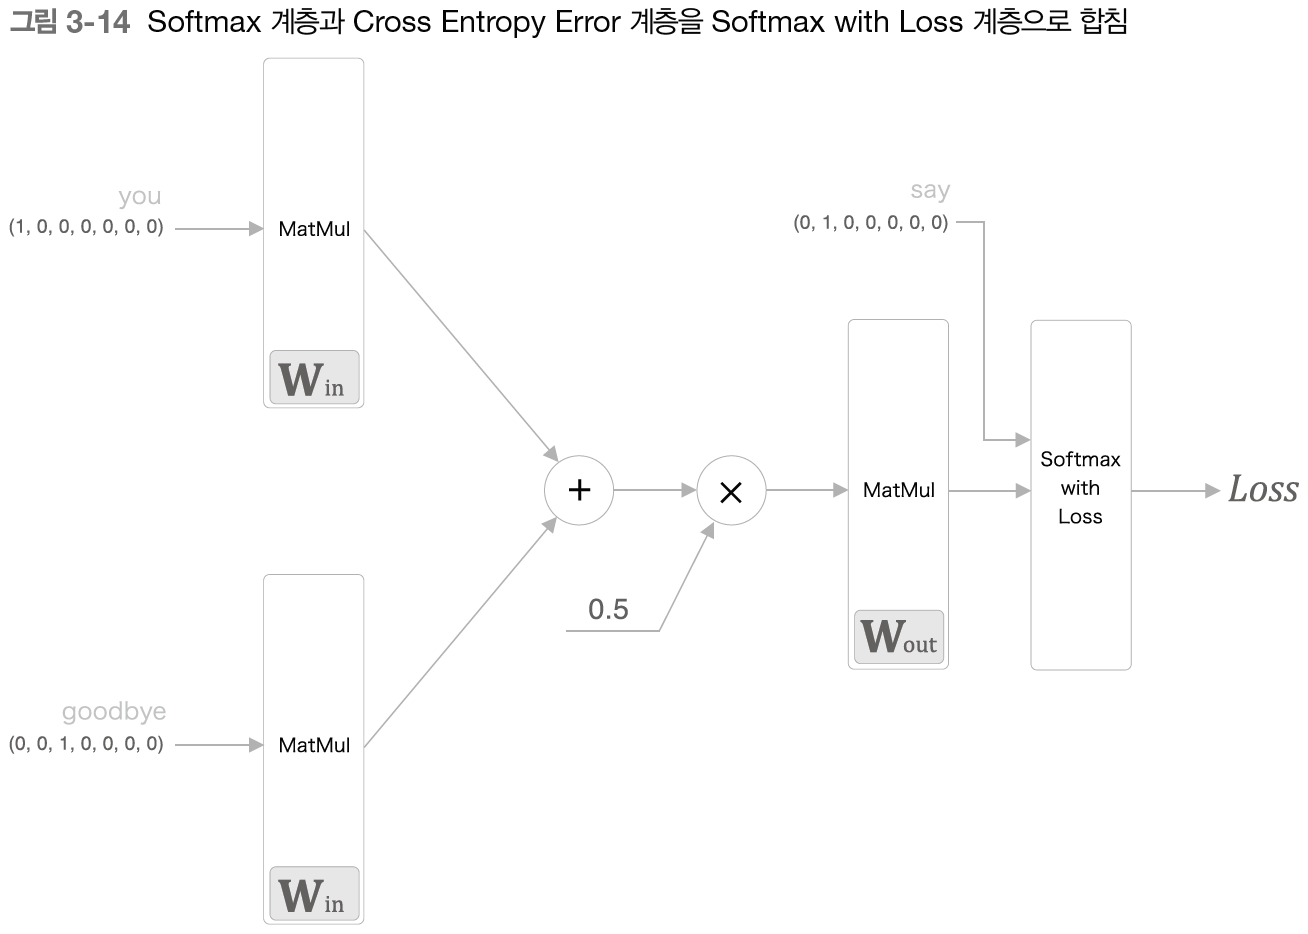 그림 3-14 Softmax 계층과 Cross Entropy Error 계층을 Softmax with Loss 계층으로 합침
you
(1, 0, 0, 0, 0, 0, 0)
MatMul
Win
say
(0, 1, 0, 0, 0, 0, 0)
+
×
0.5
MatMul
Wout
Softmax
with
Loss
Loss
goodbye
(0, 0, 1, 0, 0, 0, 0)
MatMul
Win